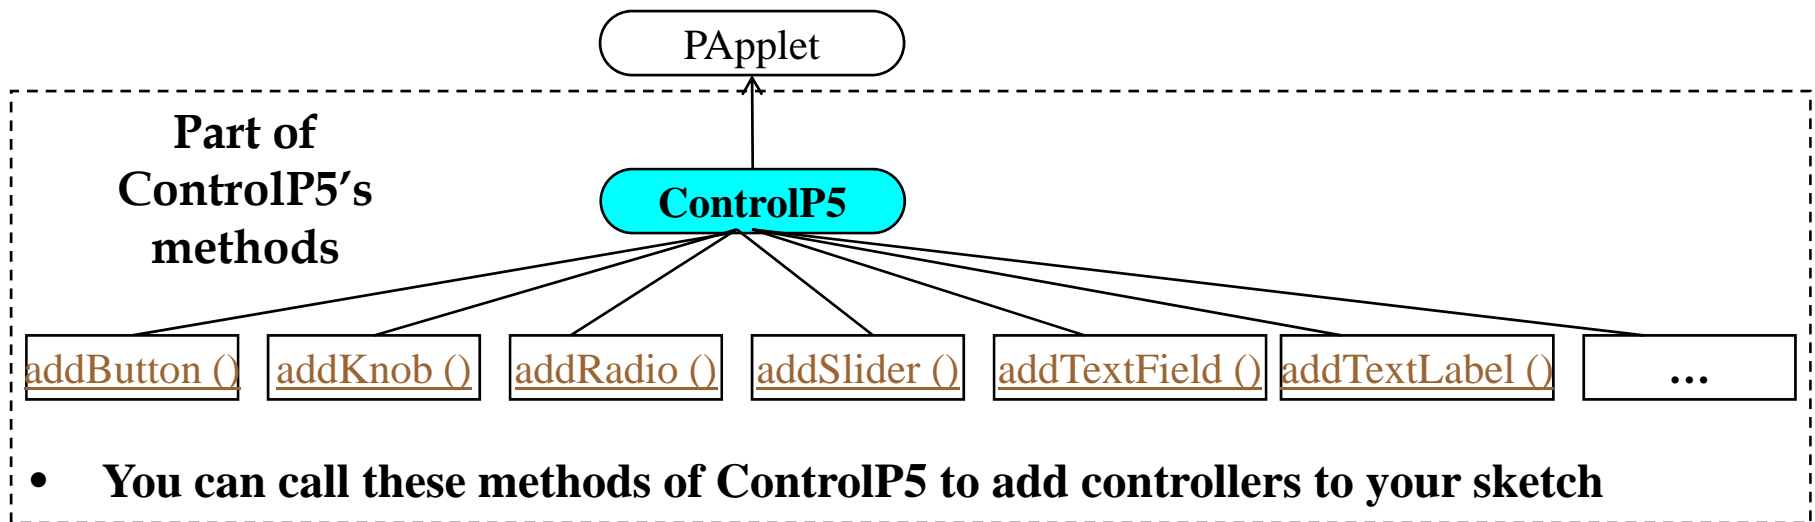 PApplet
Part of
ControlP5’s
methods
ControlP5
addButton () addKnob () addRadio () addSlider () addTextField () addTextLabel () ...
• You can call these methods of ControlP5 to add controllers to your sketch